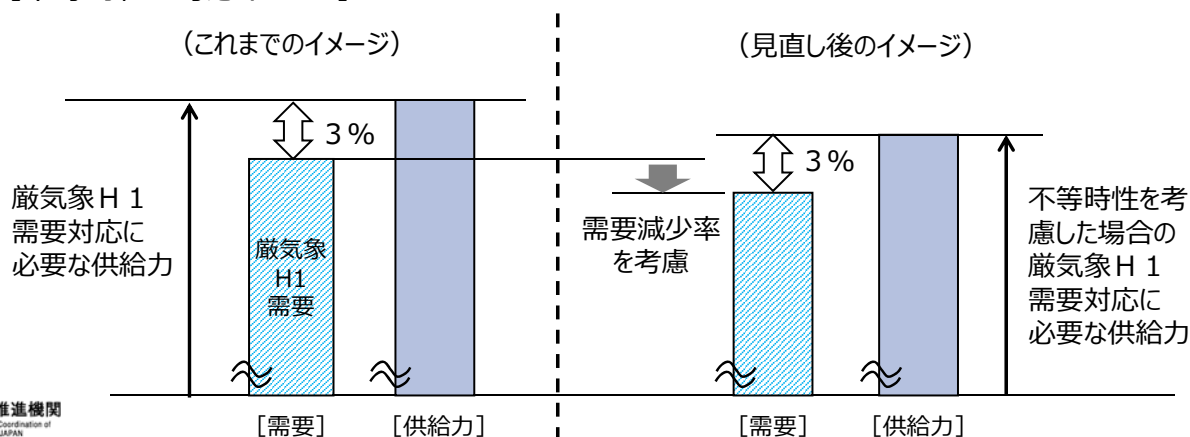 （これまでのイメージ）
（見直し後のイメージ）
３%
３%
厳気象Ｈ１
需要対応に
必要な供給力
厳気象
H1
需要
需要減少率
を考慮
不等時性を考
慮した場合の
厳気象Ｈ１
需要対応に
必要な供給力
[需要]
[供給力]
[需要]
[供給力]
推進機関
Coordination of
JAPAN